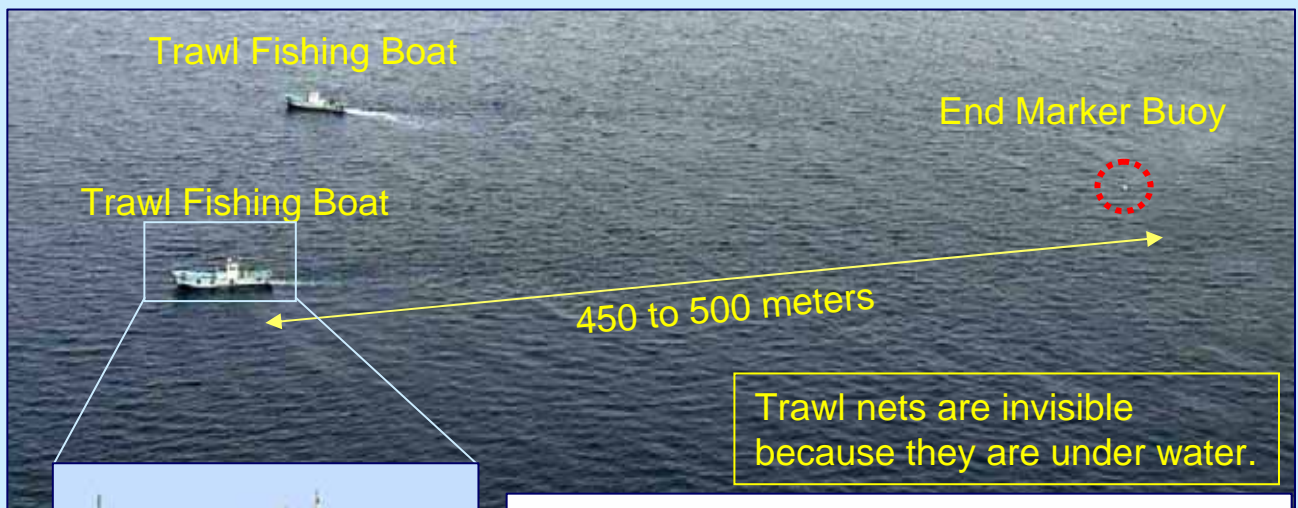 Trawl Fishing Boat
End Marker Buoy
Trawl Fishing Boat
450 to 500 meters
Trawl nets are invisible
because they are under water.